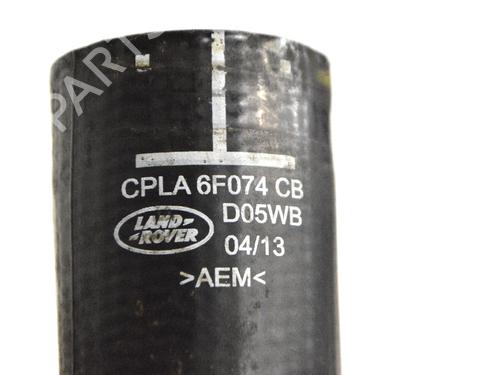 CPLA 6F074 CB
LAND-
-ROVER
D05WB
04/13
>AEM<